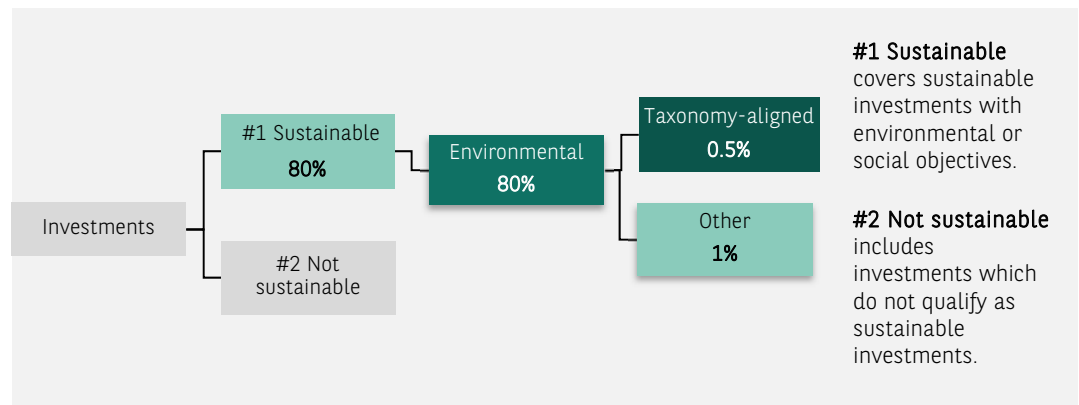 Investments
#1 Sustainable
80%
#2 Not
sustainable
Environmental
80%
Taxonomy-aligned
0.5%
Other
1%
#1 Sustainable
covers sustainable
investments with
environmental or
social objectives.
#2 Not sustainable
includes
investments which
do not qualify as
sustainable
investments.